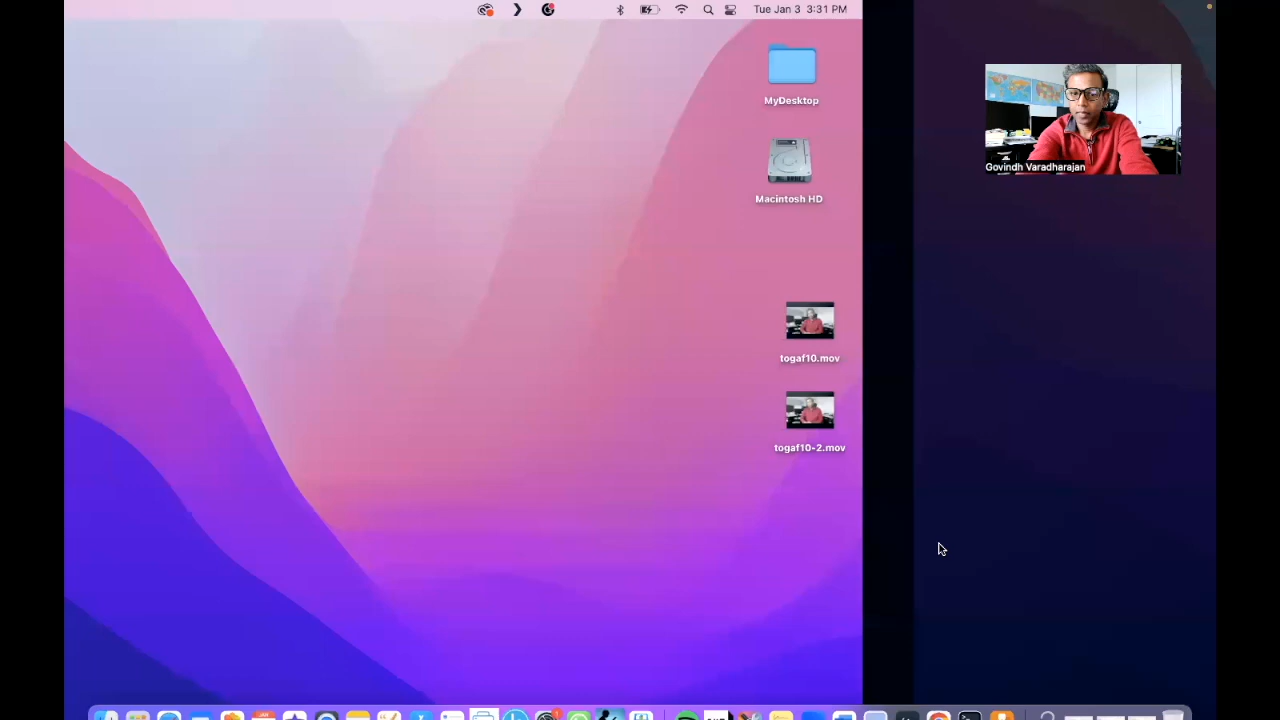 Tue Jan 3 3:31 PM
MyDesktop
Macintosh HD
Govindh Varadharajan
togaf10.mov
togaf10-2.mov